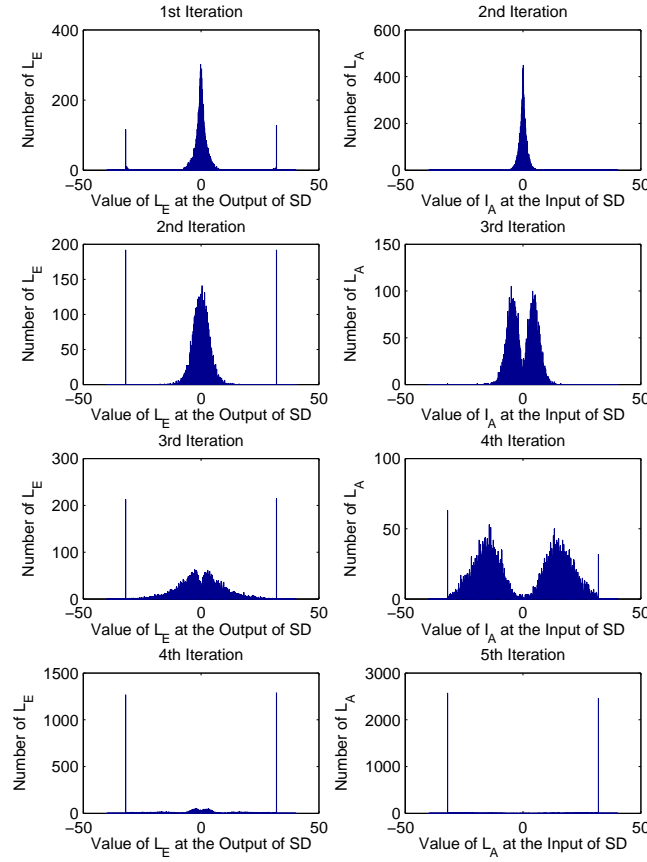 1st Iteration
400
300
200
100
0
−50 0 50
Number of L_E
Value of L_E at the Output of SD
2nd Iteration
600
400
200
0
−50 0 50
Number of L_A
Value of I_A at the Input of SD
2nd Iteration
200
150
100
50
0
−50 0 50
Number of L_E
Value of L_E at the Output of SD
3rd Iteration
150
100
50
0
−50 0 50
Number of L_A
Value of I_A at the Input of SD
3rd Iteration
300
200
100
0
−50 0 50
Number of L_E
Value of L_E at the Output of SD
4th Iteration
100
50
0
−50 0 50
Number of L_A
Value of I_A at the Input of SD
4th Iteration
1500
1000
500
0
−50 0 50
Number of L_E
Value of L_E at the Output of SD
5th Iteration
3000
2000
1000
0
−50 0 50
Number of L_A
Value of L_A at the Input of SD